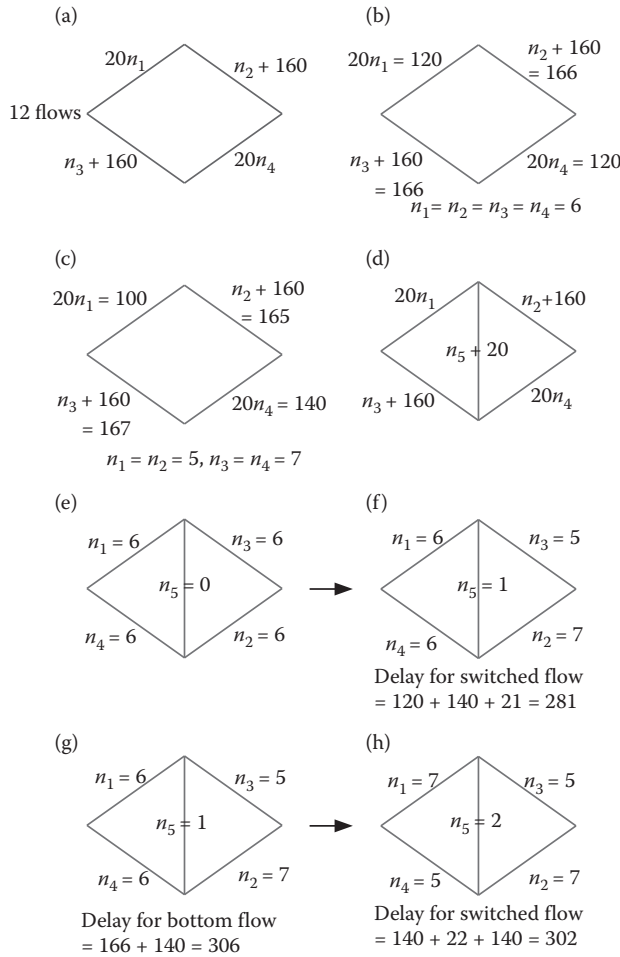 (a)
20n₁
n₂ + 160
12 flows
n₃ + 160
20n₄
(b)
20n₁ = 120
n₂ + 160
= 166
n₃ + 160
= 166
20n₄ = 120
n₁= n₂ = n₃ = n₄ = 6
(c)
20n₁ = 100
n₂ + 160
= 165
n₃ + 160
= 167
20n₄ = 140
n₁ = n₂ = 5, n₃ = n₄ = 7
(d)
20n₁
n₂+160
n₅ + 20
n₃ + 160
20n₄
(e)
n₁ = 6
n₃ = 6
n₅ = 0
n₄ = 6
n₂ = 6
(f)
n₁ = 6
n₃ = 5
n₅ = 1
n₄ = 6
n₂ = 7
Delay for switched flow
= 120 + 140 + 21 = 281
(g)
n₁ = 6
n₃ = 5
n₅ = 1
n₄ = 6
n₂ = 7
Delay for bottom flow
= 166 + 140 = 306
(h)
n₁ = 7
n₃ = 5
n₅ = 2
n₄ = 5
n₂ = 7
Delay for switched flow
= 140 + 22 + 140 = 302